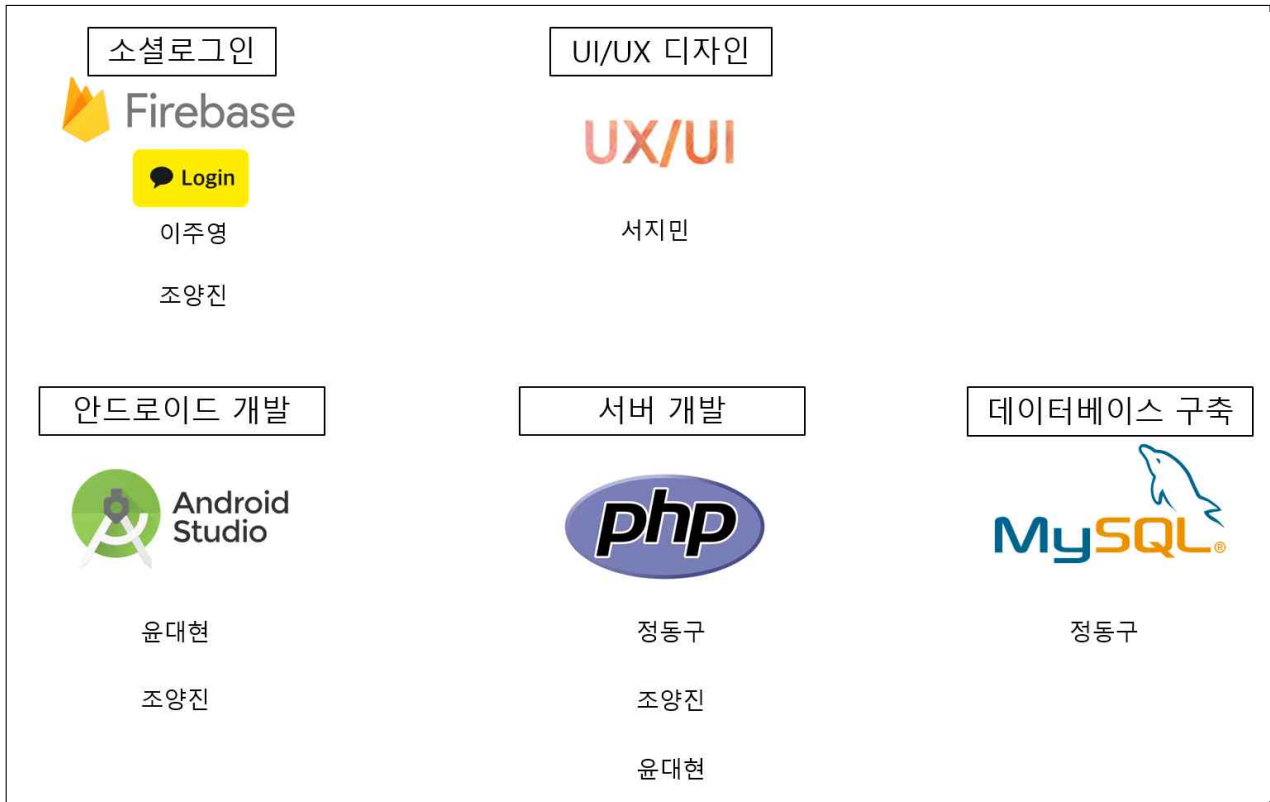 소셜로그인
Firebase
Login
이주영
조양진
UI/UX 디자인
UX/UI
서지민
안드로이드 개발
Android
Studio
윤대현
조양진
서버 개발
php
정동구
조양진
윤대현
데이터베이스 구축
MySQL®
정동구